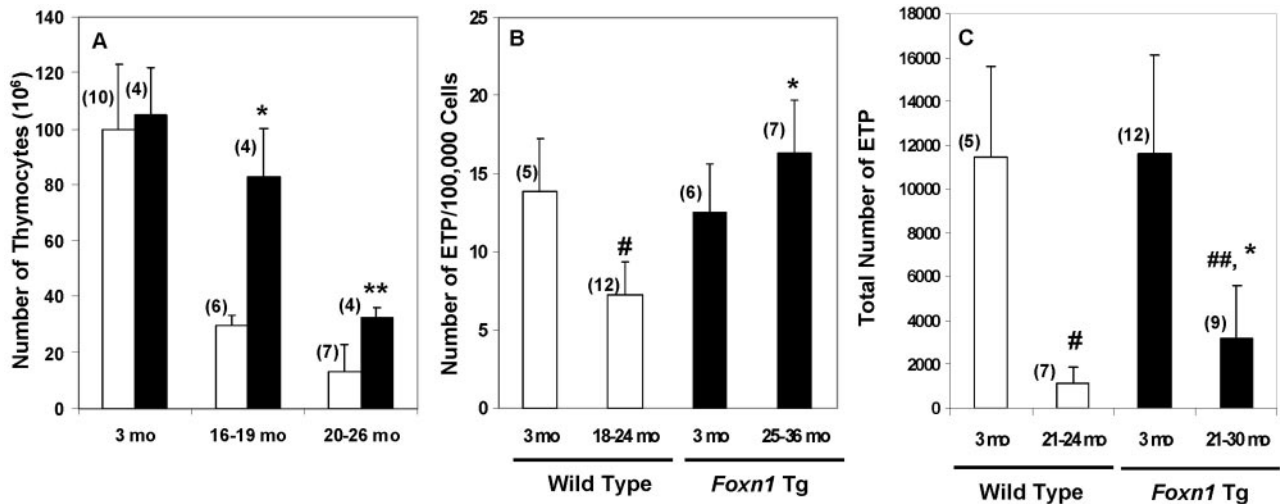 A
Number of Thymocytes (10⁶)
140
120
100
80
60
40
20
0
(10)
(4)
(6)
(4)
*
(7)
(4)
**
3 mo
16-19 mo
20-26 mo
B
Number of ETP/100,000 Cells
25
20
15
10
5
0
(5)
(12)
#
(6)
(7)
*
3 mo
18-24 mo
3 mo
25-36 mo
Wild Type
Foxn1 Tg
C
Total Number of ETP
18000
16000
14000
12000
10000
8000
6000
4000
2000
0
(5)
(7)
#
(12)
(9)
##, *
3 mo
21-24 mo
3 mo
21-30 mo
Wild Type
Foxn1 Tg